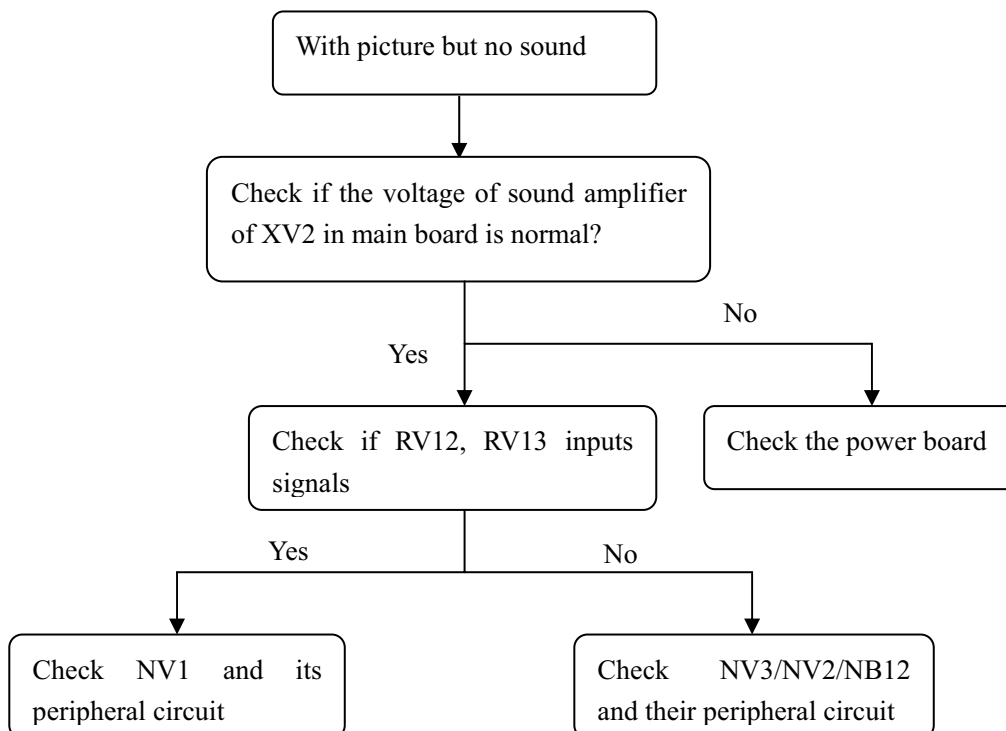 With picture but no sound
Check if the voltage of sound amplifier
of XV2 in main board is normal?
No
Yes
Check if RV12, RV13 inputs
signals
Check the power board
Yes
No
Check NV1 and its
peripheral circuit
Check NV3/NV2/NB12
and their peripheral circuit